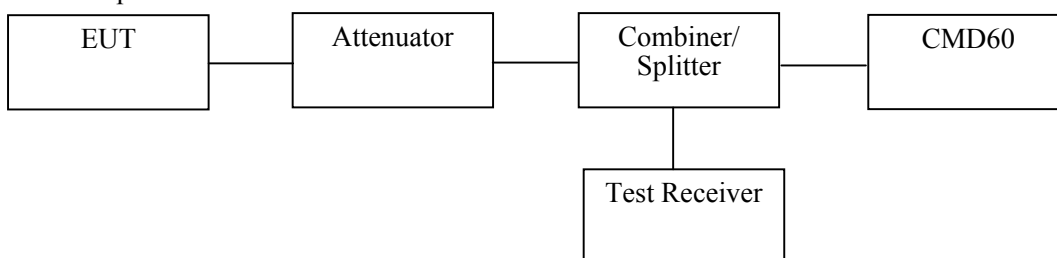 EUT
Attenuator
Combiner/
Splitter
CMD60
Test Receiver